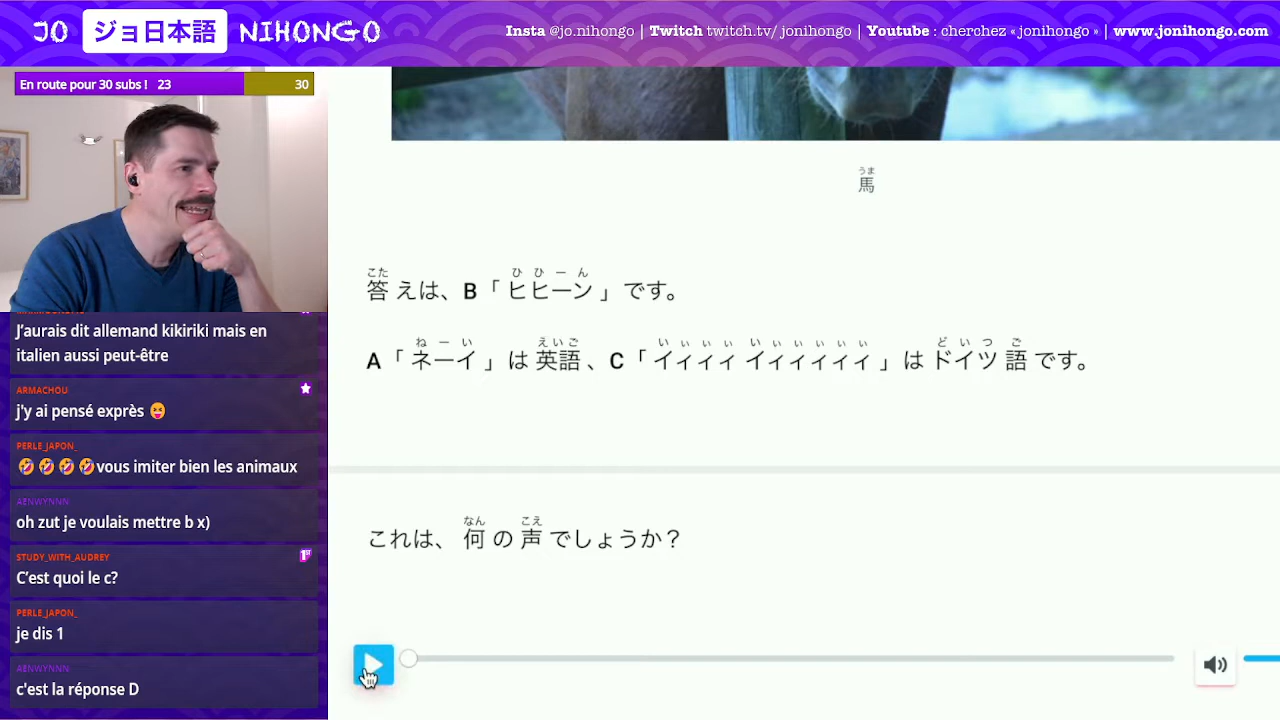 JO ジョ日本語 NIHONGO
Insta @jo.nihongo | Twitch twitch.tv/ jonihongo | Youtube : cherchez « jonihongo » | www.jonihongo.com
En route pour 30 subs ! 23 30
J'aurais dit allemand kikiriki mais en
italien aussi peut-être
ARMACHOU
j'y ai pensé exprès 😝
PERLE_JAPON_
🤣🤣🤣🤣vous imiter bien les animaux
AENWYNNN
oh zut je voulais mettre b x)
STUDY_WITH_AUDREY
C'est quoi le c?
PERLE_JAPON_
je dis 1
AENWYNNN
c'est la réponse D
うま
馬
こた ひひーん
答えは、B「ヒヒーン」です。
ねーい えいご いぃぃぃ いぃぃぃぃぃ どいつ ご
A「ネーイ」は英語、C「イィィィ イィィィィィ」はドイツ語です。
なん こえ
これは、何の声でしょうか？